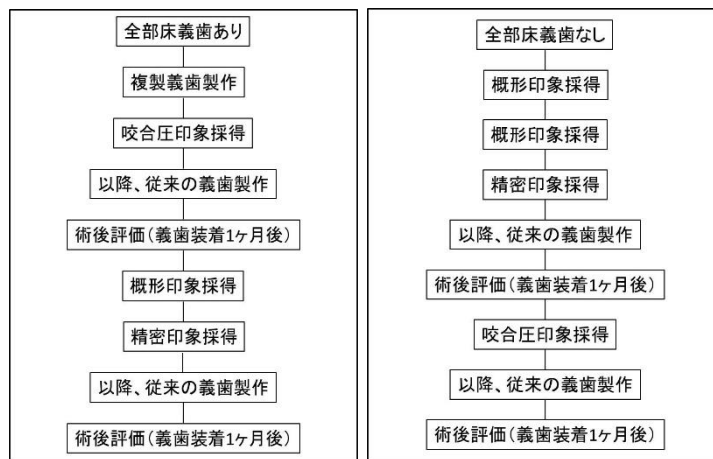 全部床義歯あり
複製義歯製作
咬合圧印象採得
以降、従来の義歯製作
術後評価(義歯装着1ヶ月後)
概形印象採得
精密印象採得
以降、従来の義歯製作
術後評価(義歯装着1ヶ月後)
全部床義歯なし
概形印象採得
概形印象採得
精密印象採得
以降、従来の義歯製作
術後評価(義歯装着1ヶ月後)
咬合圧印象採得
以降、従来の義歯製作
術後評価(義歯装着1ヶ月後)